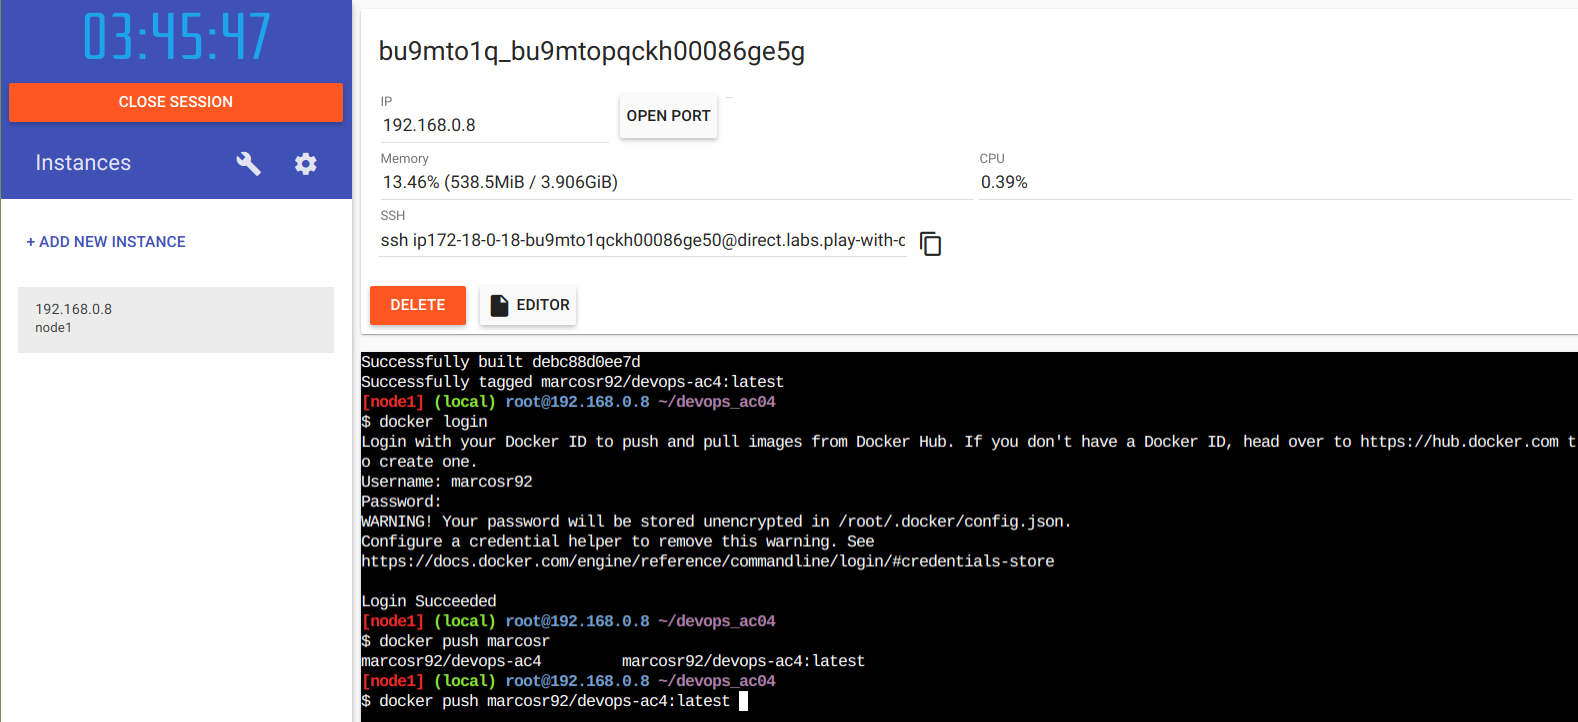 03:45:47
CLOSE SESSION
Instances
+ ADD NEW INSTANCE
192.168.0.8
node1
bu9mto1q_bu9mtopqckh00086ge5g
IP
192.168.0.8
OPEN PORT
Memory
13.46% (538.5MiB / 3.906GiB)
CPU
0.39%
SSH
ssh ip172-18-0-18-bu9mto1qckh00086ge50@direct.labs.play-with-c
DELETE
EDITOR
Successfully built debc88d0ee7d
Successfully tagged marcosr92/devops-ac4:latest
[node1] (local) root@192.168.0.8 ~/devops_ac04
$ docker login
Login with your Docker ID to push and pull images from Docker Hub. If you don't have a Docker ID, head over to https://hub.docker.com t
o create one.
Username: marcosr92
Password:
WARNING! Your password will be stored unencrypted in /root/.docker/config.json.
Configure a credential helper to remove this warning. See
https://docs.docker.com/engine/reference/commandline/login/#credentials-store
Login Succeeded
[node1] (local) root@192.168.0.8 ~/devops_ac04
$ docker push marcosr
marcosr92/devops-ac4 marcosr92/devops-ac4:latest
[node1] (local) root@192.168.0.8 ~/devops_ac04
$ docker push marcosr92/devops-ac4:latest